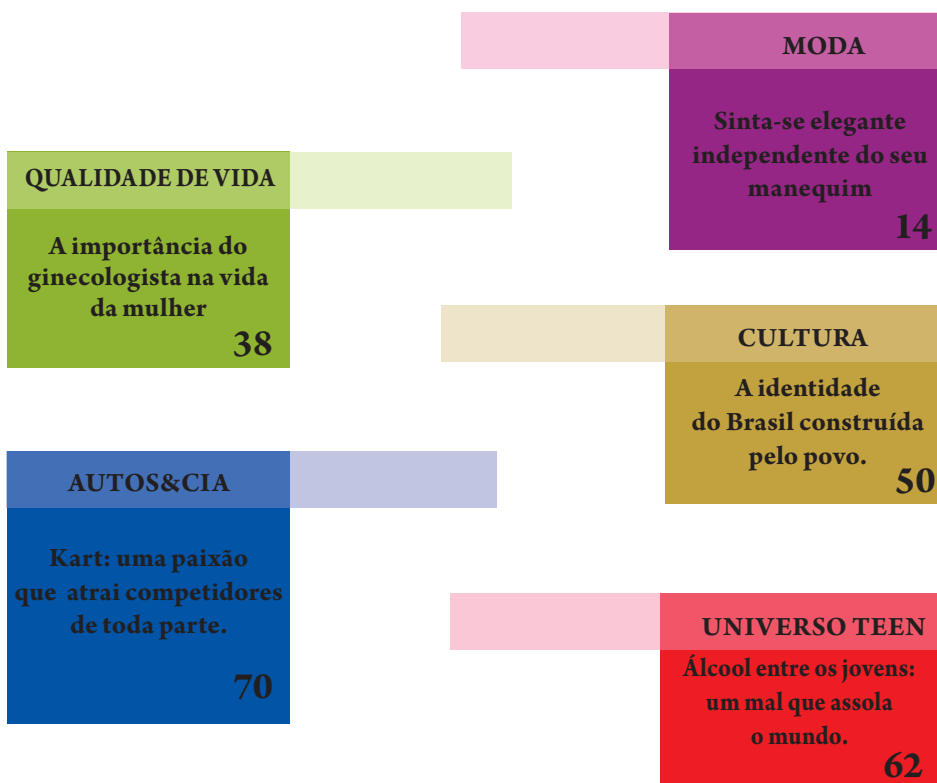 MODA
Sinta-se elegante
independente do seu
manequim
14
QUALIDADE DE VIDA
A importância do
ginecologista na vida
da mulher
38
CULTURA
A identidade
do Brasil construída
pelo povo.
50
AUTOS&CIA
Kart: uma paixão
que atrai competidores
de toda parte.
70
UNIVERSO TEEN
Álcool entre os jovens:
um mal que assola
o mundo.
62